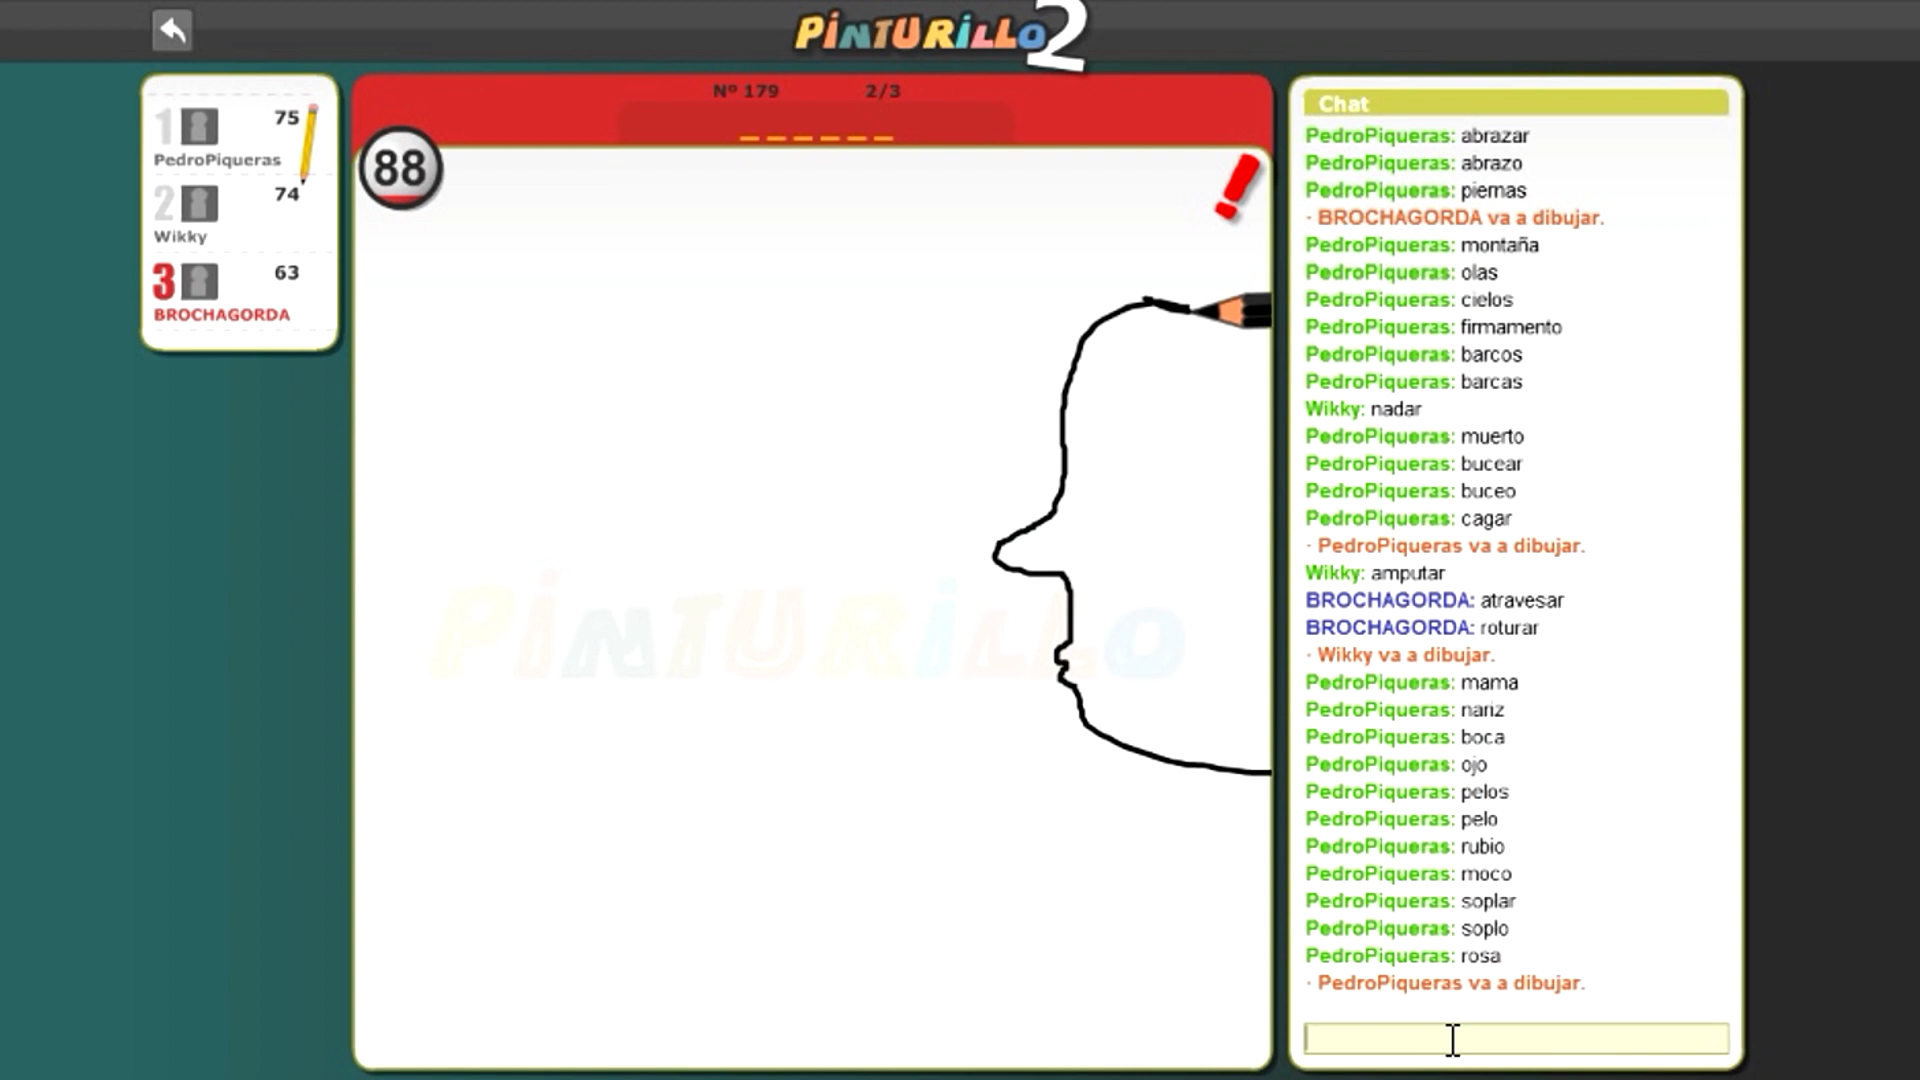 PiNTURiLLO2
1 75
PedroPiqueras
2 74
Wikky
3 63
BROCHAGORDA
Nº 179 2/3
_ _ _ _ _ _
88
!
PiNTURiLLO
Chat
PedroPiqueras: abrazar
PedroPiqueras: abrazo
PedroPiqueras: piernas
· BROCHAGORDA va a dibujar.
PedroPiqueras: montaña
PedroPiqueras: olas
PedroPiqueras: cielos
PedroPiqueras: firmamento
PedroPiqueras: barcos
PedroPiqueras: barcas
Wikky: nadar
PedroPiqueras: muerto
PedroPiqueras: bucear
PedroPiqueras: buceo
PedroPiqueras: cagar
· PedroPiqueras va a dibujar.
Wikky: amputar
BROCHAGORDA: atravesar
BROCHAGORDA: roturar
· Wikky va a dibujar.
PedroPiqueras: mama
PedroPiqueras: nariz
PedroPiqueras: boca
PedroPiqueras: ojo
PedroPiqueras: pelos
PedroPiqueras: pelo
PedroPiqueras: rubio
PedroPiqueras: moco
PedroPiqueras: soplar
PedroPiqueras: soplo
PedroPiqueras: rosa
· PedroPiqueras va a dibujar.